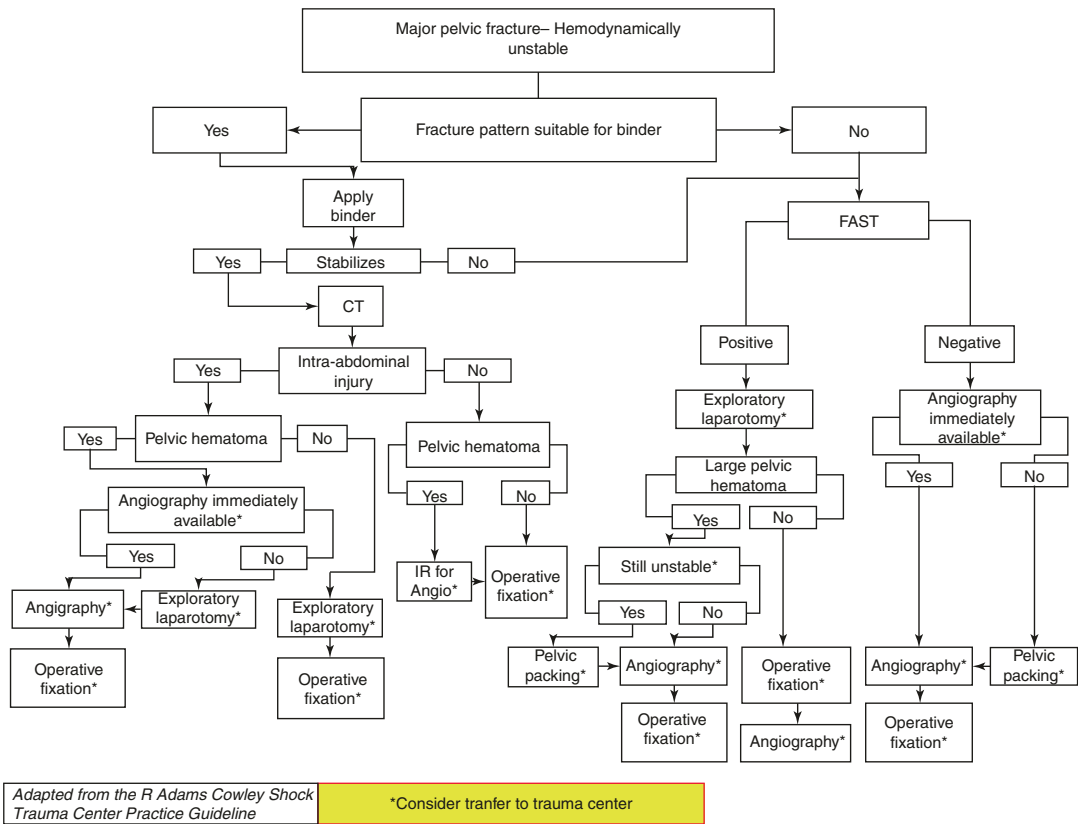 Major pelvic fracture– Hemodynamically
unstable
Yes
Fracture pattern suitable for binder
No
Apply
binder
FAST
Yes
Stabilizes
No
CT
Positive
Negative
Yes
Intra-abdominal
injury
No
Exploratory
laparotomy*
Angiography
immediately
available*
Yes
Pelvic hematoma
No
Pelvic hematoma
Large pelvic
hematoma
Yes
No
Angiography immediately
available*
Yes
No
Yes
No
Yes
No
Still unstable*
IR for
Angio*
Operative
fixation*
Yes
No
Angigraphy*
Exploratory
laparotomy*
Exploratory
laparotomy*
Operative
fixation*
Operative
fixation*
Pelvic
packing*
Angiography*
Operative
fixation*
Angiography*
Pelvic
packing*
Operative
fixation*
Angiography*
Operative
fixation*
Adapted from the R Adams Cowley Shock
Trauma Center Practice Guideline
*Consider tranfer to trauma center